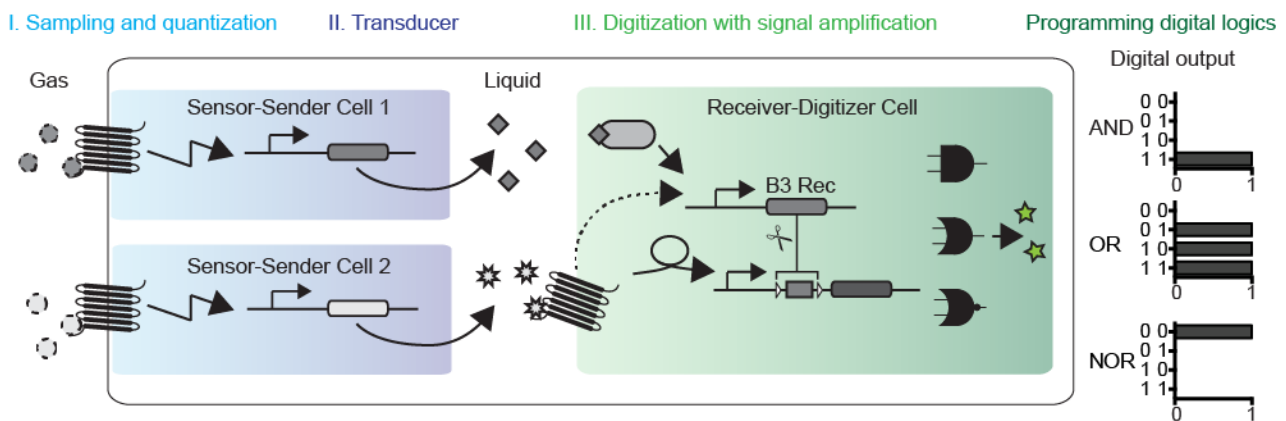 I. Sampling and quantization
II. Transducer
III. Digitization with signal amplification
Programming digital logics
Digital output
Gas
Liquid
Sensor-Sender Cell 1
Receiver-Digitizer Cell
B3 Rec
Sensor-Sender Cell 2
AND
0 0
0 1
1 0
1 1
0 1
OR
0 0
0 1
1 0
1 1
0 1
NOR
0 0
0 1
1 0
1 1
0 1